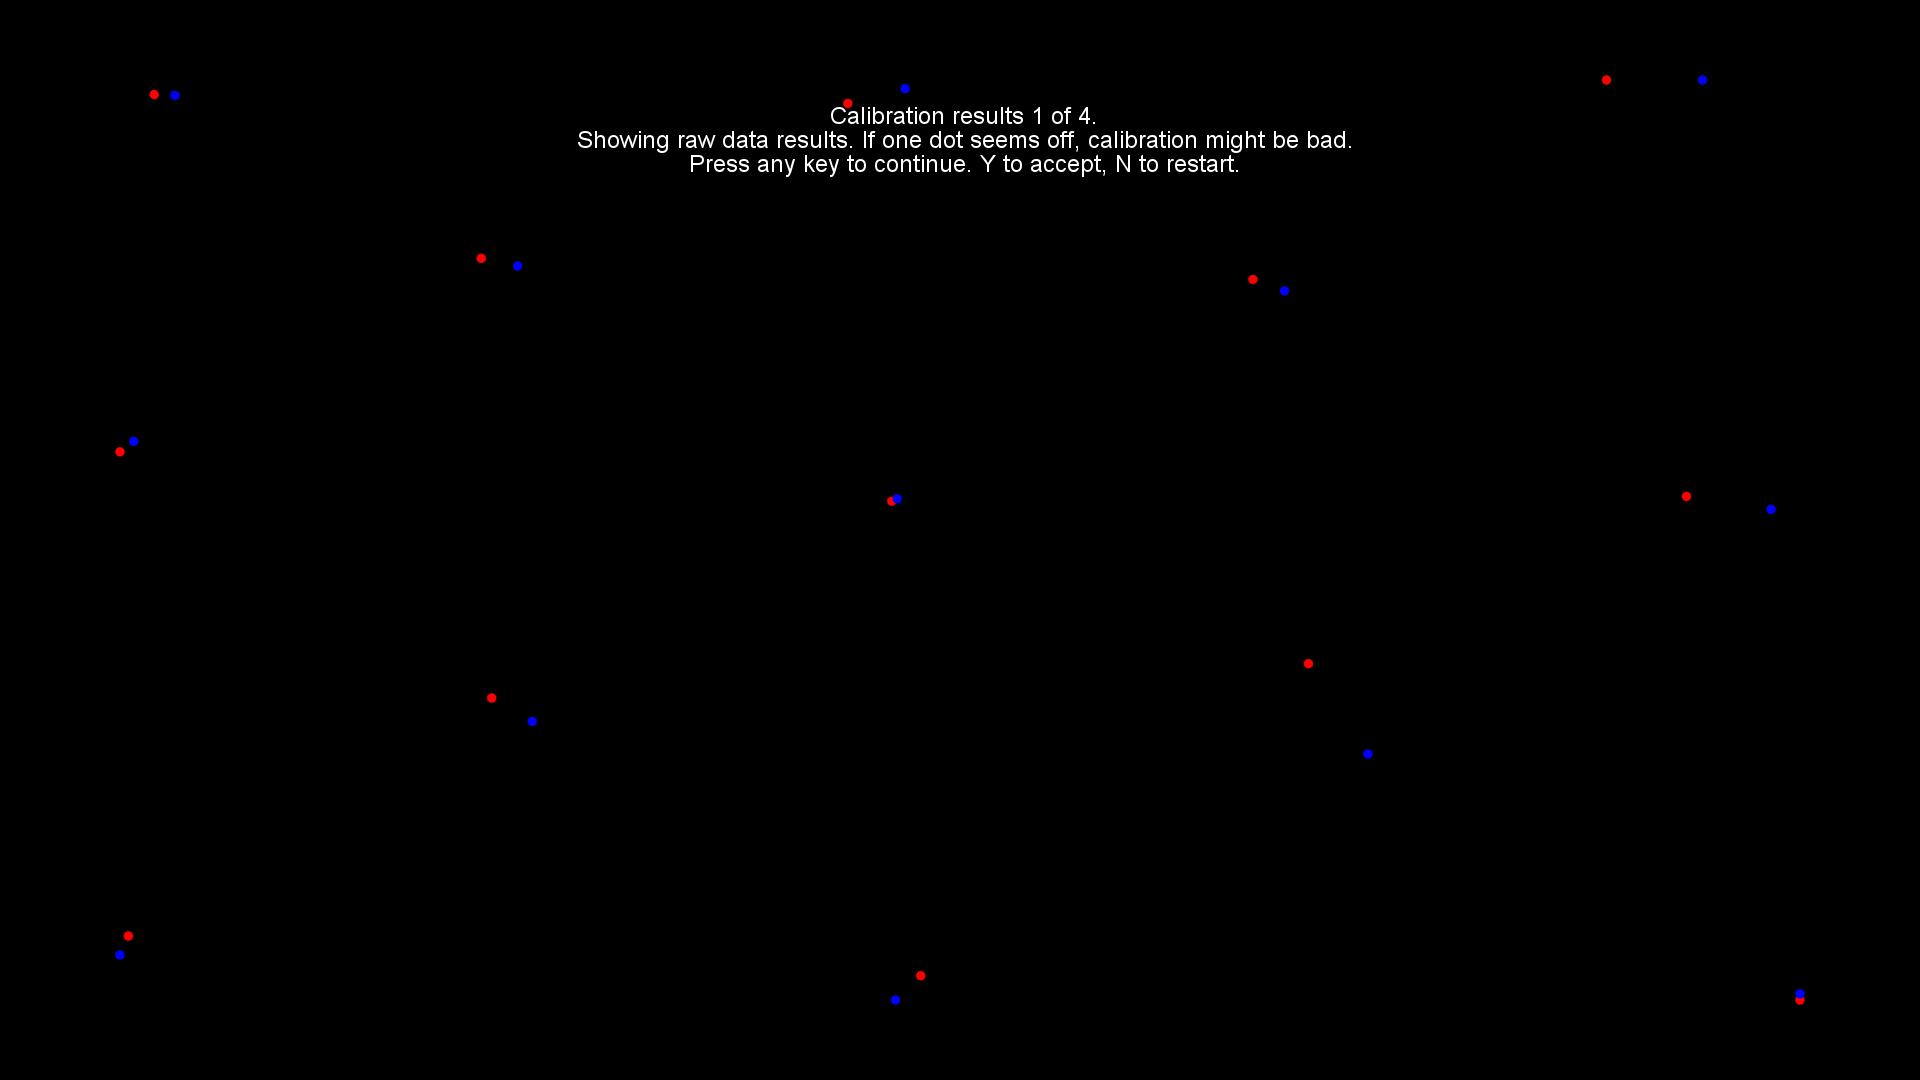 Calibration results 1 of 4.
Showing raw data results. If one dot seems off, calibration might be bad.
Press any key to continue. Y to accept, N to restart.